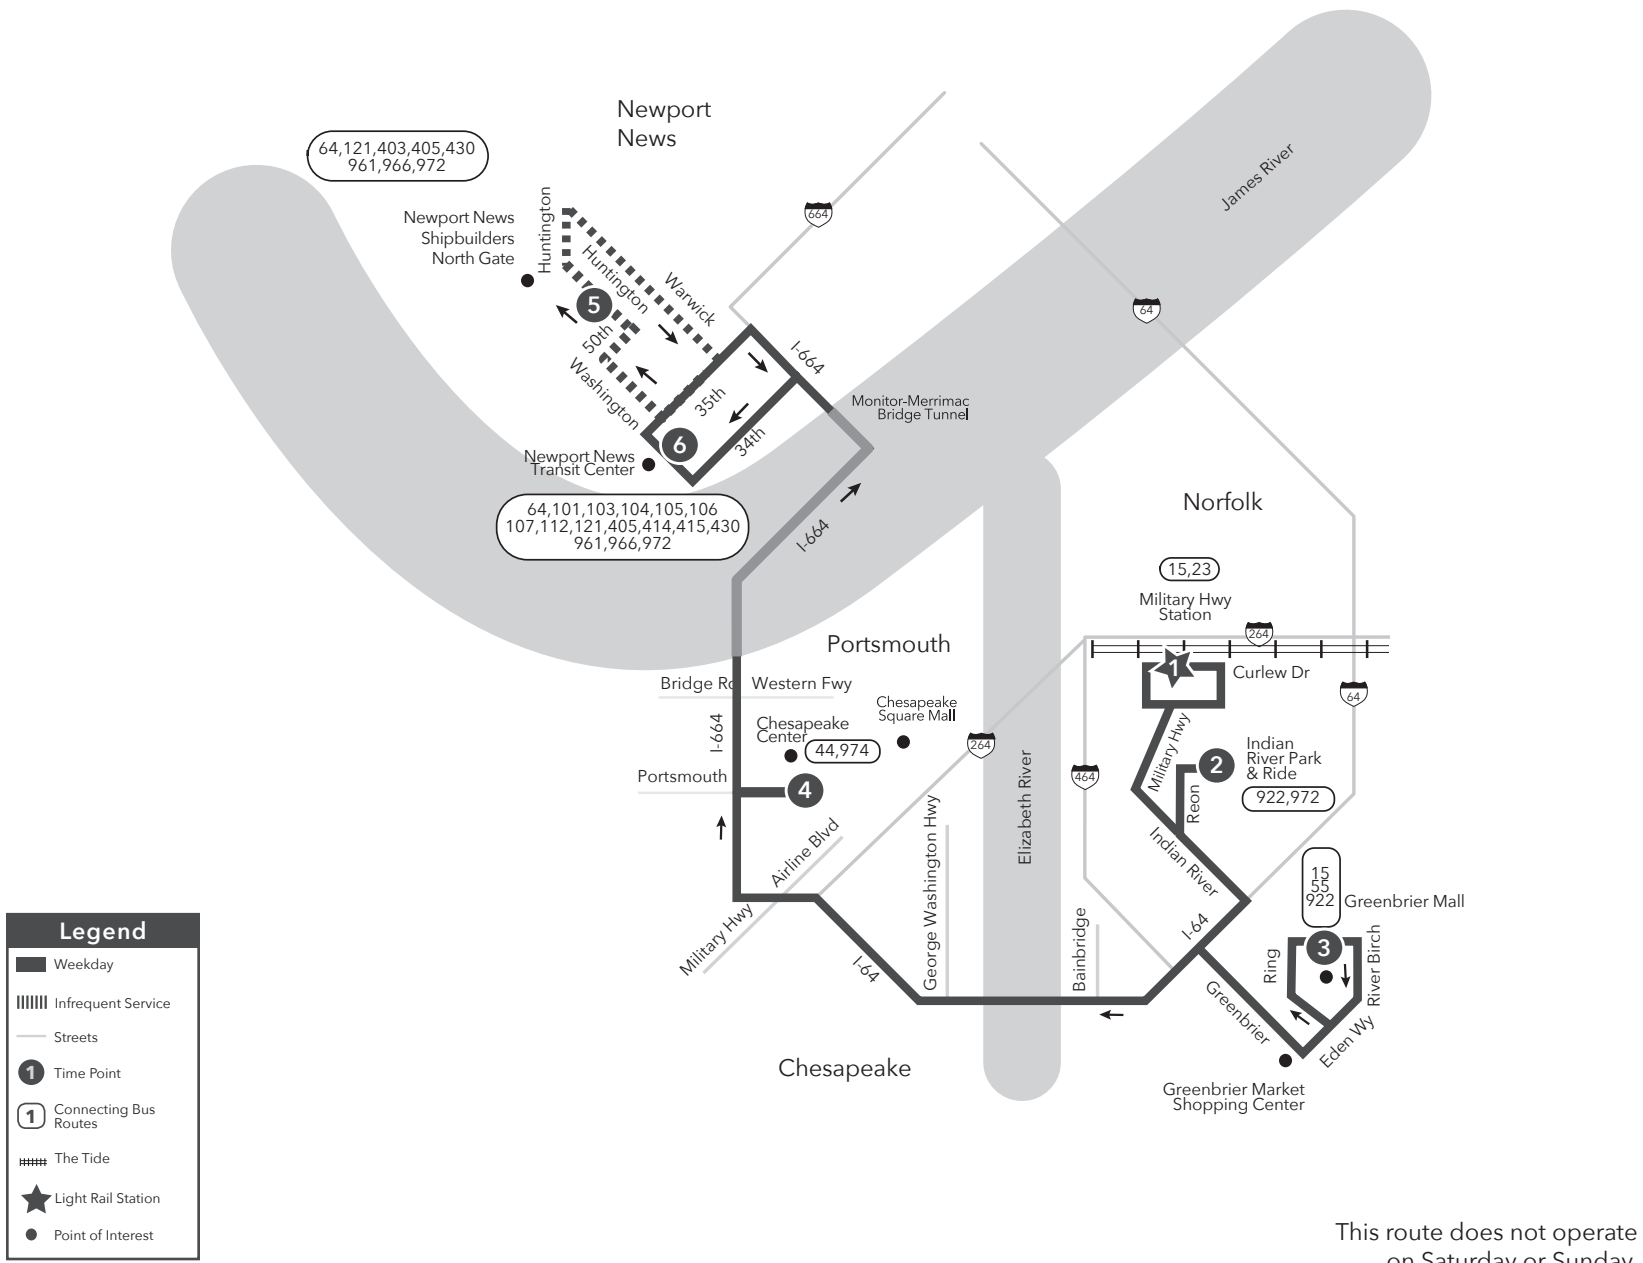 Newport
News
64,121,403,405,430
961,966,972
James River
664
Newport News
Shipbuilders
North Gate
Huntington
Huntington
Warwick
5
64
50th
I-664
Washington
35th
Monitor-Merrimac
Bridge Tunnel
34th
6
Newport News
Transit Center
64,101,103,104,105,106
107,112,121,405,414,415,430
961,966,972
I-664
Norfolk
15,23
Military Hwy
Station
264
Portsmouth
1
Curlew Dr
Bridge Rd
Western Fwy
64
Chesapeake
Square Mall
I-664
Chesapeake
Center
44,974
264
Military Hwy
2
Indian
River Park
& Ride
922,972
464
Portsmouth
4
Reon
Elizabeth River
Airline Blvd
George Washington Hwy
Indian River
15
55
922
Greenbrier Mall
Military Hwy
I-64
Bainbridge
I-64
3
Ring
River Birch
Greenbrier
Eden Wy
Chesapeake
Greenbrier Market
Shopping Center
Legend
Weekday
Infrequent Service
Streets
1
Time Point
1
Connecting Bus
Routes
The Tide
Light Rail Station
Point of Interest
This route does not operate
on Saturday or Sunday